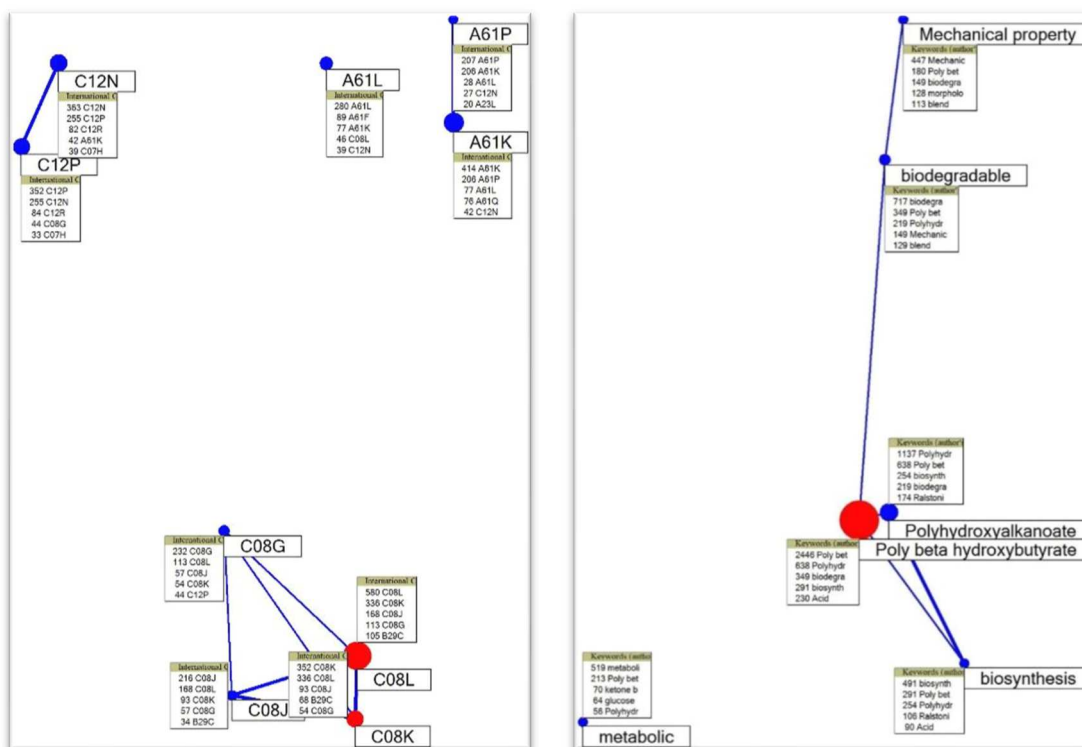 C12N
International C
383 C12N
255 C12P
82 C12R
42 A61K
39 C07H
C12P
International C
352 C12P
255 C12N
84 C12R
44 C08G
33 C07H
A61L
International C
280 A61L
89 A61F
77 A61K
46 C08L
39 C12N
A61P
International C
207 A61P
206 A61K
28 A61L
27 C12N
20 A23L
A61K
International C
414 A61K
206 A61P
77 A61L
76 A61Q
42 C12N
C08G
International C
232 C08G
113 C08L
57 C08J
54 C08K
44 C12P
International C
580 C08L
336 C08K
168 C08J
113 C08G
105 B29C
C08L
International C
216 C08J
168 C08L
93 C08K
57 C08G
34 B29C
C08J
International C
352 C08K
336 C08L
93 C08J
68 B29C
54 C08G
C08K
Mechanical property
Keywords (author'
447 Mechanic
180 Poly bet
149 biodegra
128 morpholo
113 blend
biodegradable
Keywords (author'
717 biodegra
349 Poly bet
219 Polyhydr
149 Mechanic
129 blend
Keywords (author'
1137 Polyhydr
638 Poly bet
254 biosynth
219 biodegra
174 Ralstoni
Polyhydroxyalkanoate
Poly beta hydroxybutyrate
Keywords (author'
2446 Poly bet
638 Polyhydr
349 biodegra
291 biosynth
230 Acid
biosynthesis
Keywords (author'
491 biosynth
291 Poly bet
254 Polyhydr
106 Ralstoni
90 Acid
Keywords (autho
519 metaboli
213 Poly bet
70 ketone b
64 glucose
56 Polyhydr
metabolic